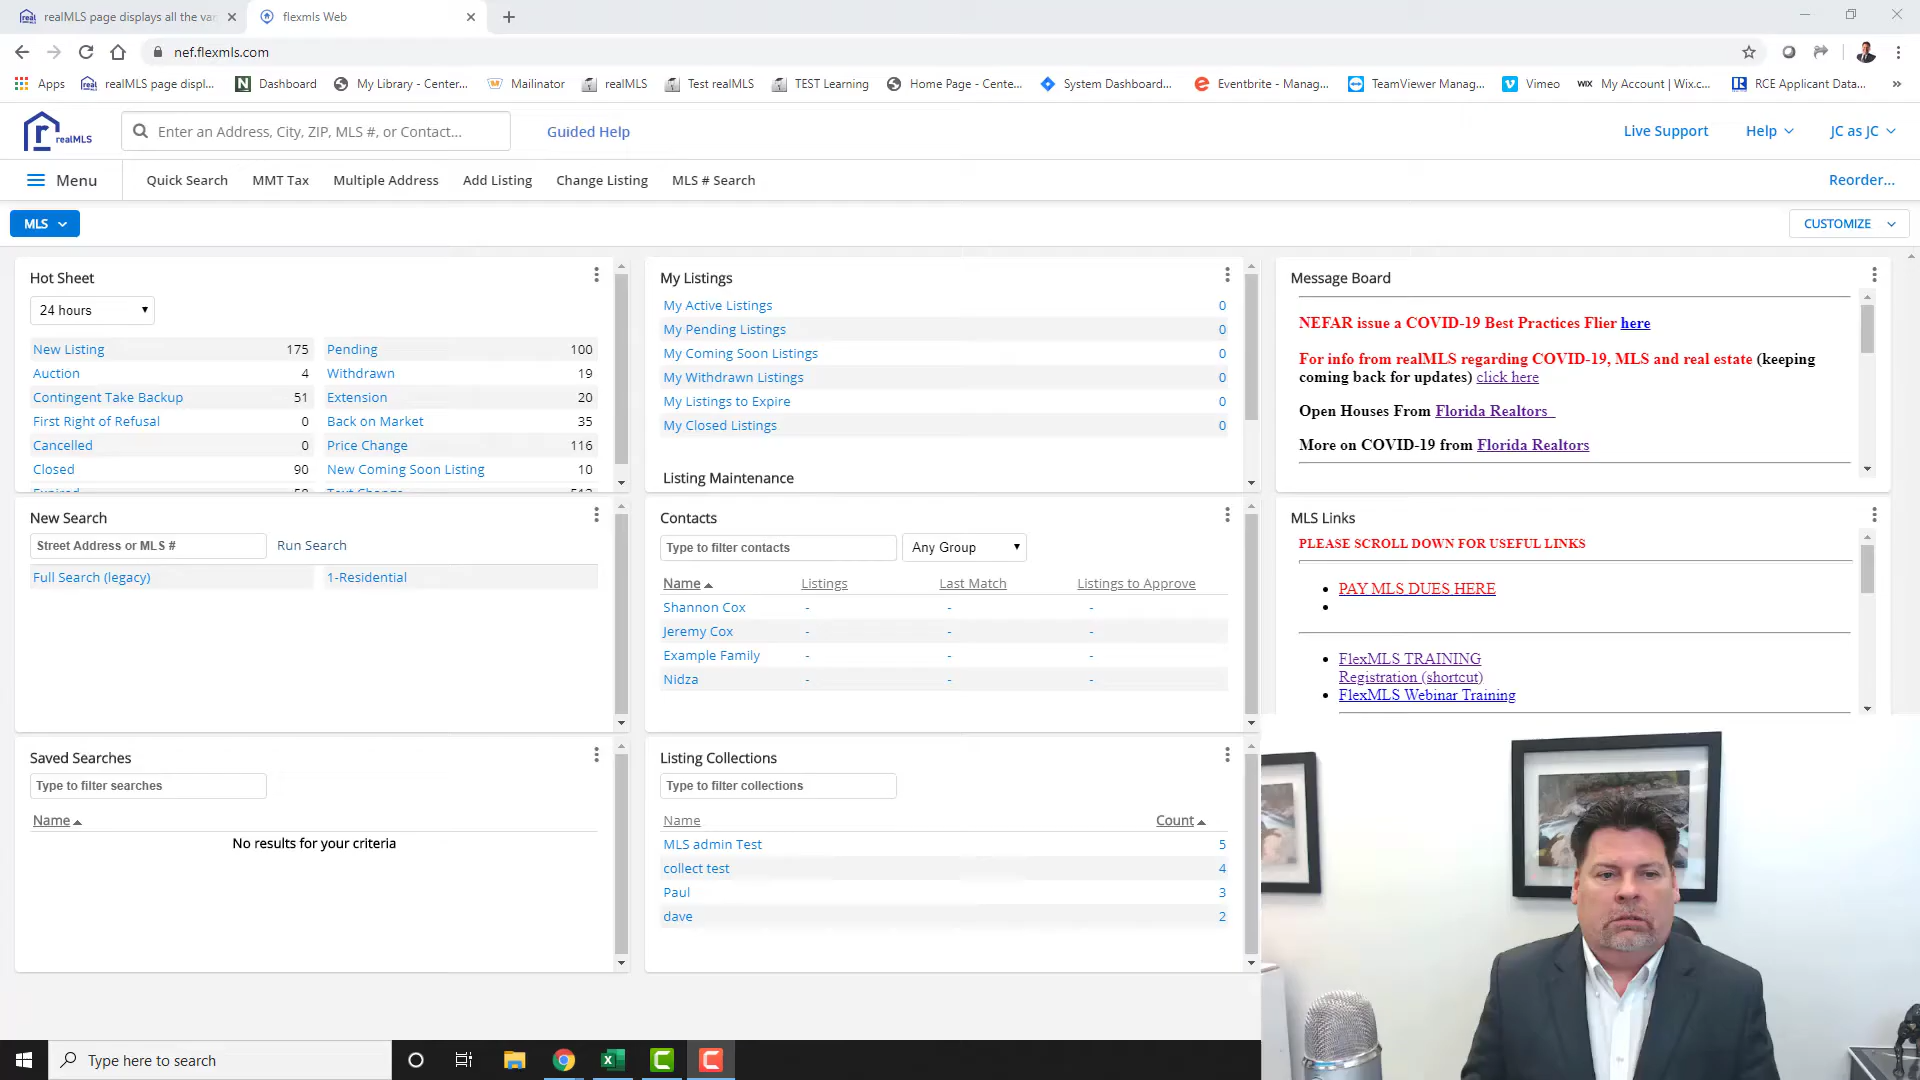 realMLS page displays all the var
flexmls Web
nef.flexmls.com
Apps
realMLS page displ...
Dashboard
My Library - Center...
Mailinator
realMLS
Test realMLS
TEST Learning
Home Page - Cente...
System Dashboard...
Eventbrite - Manag...
TeamViewer Manag...
Vimeo
WIX My Account | Wix.c...
RCE Applicant Data...
realMLS
Enter an Address, City, ZIP, MLS #, or Contact...
Guided Help
Live Support
Help
JC as JC
Menu
Quick Search
MMT Tax
Multiple Address
Add Listing
Change Listing
MLS # Search
Reorder...
MLS
CUSTOMIZE
Hot Sheet
24 hours
New Listing 175 Pending 100
Auction 4 Withdrawn 19
Contingent Take Backup 51 Extension 20
First Right of Refusal 0 Back on Market 35
Cancelled 0 Price Change 116
Closed 90 New Coming Soon Listing 10
My Listings
My Active Listings 0
My Pending Listings 0
My Coming Soon Listings 0
My Withdrawn Listings 0
My Listings to Expire 0
My Closed Listings 0
Listing Maintenance
Message Board
NEFAR issue a COVID-19 Best Practices Flier here
For info from realMLS regarding COVID-19, MLS and real estate (keeping
coming back for updates) click here
Open Houses From Florida Realtors
More on COVID-19 from Florida Realtors
New Search
Street Address or MLS # Run Search
Full Search (legacy) 1-Residential
Contacts
Type to filter contacts Any Group
Name Listings Last Match Listings to Approve
Shannon Cox - - -
Jeremy Cox - - -
Example Family - - -
Nidza - - -
MLS Links
PLEASE SCROLL DOWN FOR USEFUL LINKS
PAY MLS DUES HERE
FlexMLS TRAINING
Registration (shortcut)
FlexMLS Webinar Training
Saved Searches
Type to filter searches
Name
No results for your criteria
Listing Collections
Type to filter collections
Name Count
MLS admin Test 5
collect test 4
Paul 3
dave 2
Type here to search